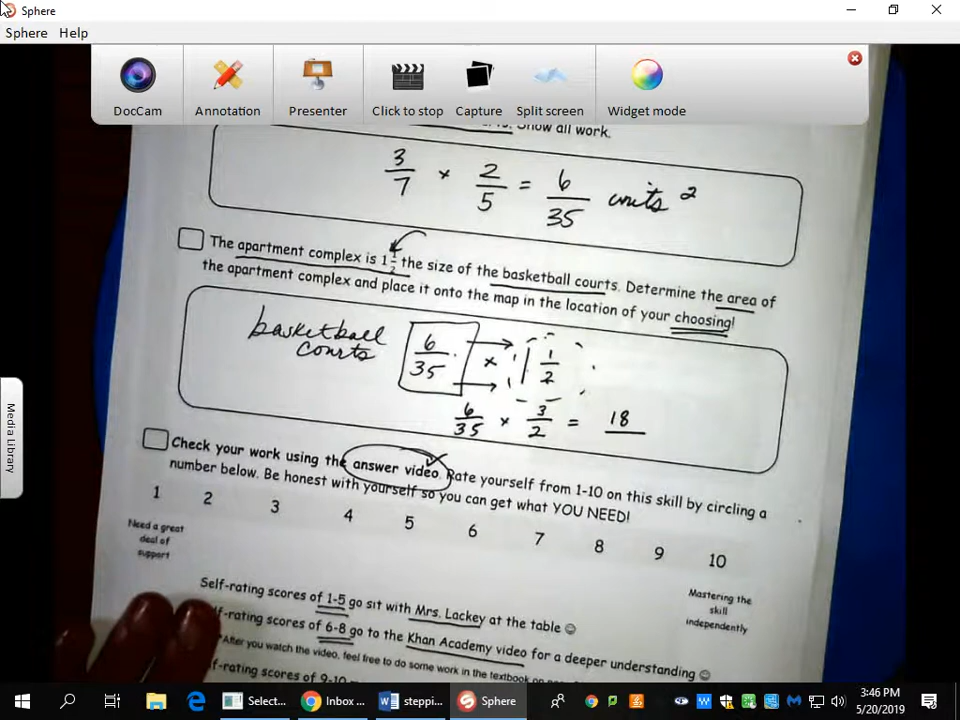 Sphere
Sphere Help
DocCam Annotation Presenter Click to stop Capture Split screen Widget mode
Show all work.
3/7 × 2/5 = 6/35 units 2
The apartment complex is 1 1/2 the size of the basketball courts. Determine the area of
the apartment complex and place it onto the map in the location of your choosing!
basketball
courts
6/35 × 1 1/2
6/35 × 3/2 = 18
Check your work using the answer video. Rate yourself from 1-10 on this skill by circling a
number below. Be honest with yourself so you can get what YOU NEED!
1 2 3 4 5 6 7 8 9 10
Need a great
deal of
support
Mastering the
skill
independently
Self-rating scores of 1-5 go sit with Mrs. Lackey at the table ☺
lf-rating scores of 6-8 go to the Khan Academy video for a deeper understanding ☺
*After you watch the video, feel free to do some work in the textbook on
lf-rating scores of 9-10
Media Library
Select... Inbox ... steppi... Sphere
3:46 PM
5/20/2019